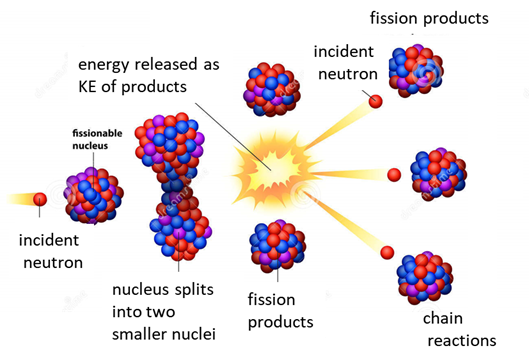 fission products
incident
neutron
energy released as
KE of products
fissionable
nucleus
incident
neutron
nucleus splits
into two
smaller nuclei
fission
products
chain
reactions